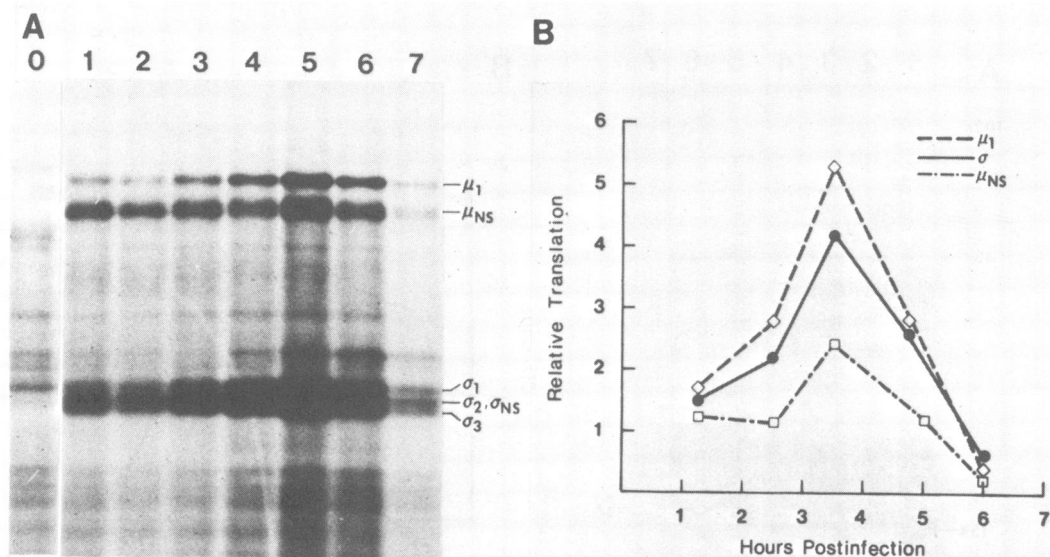 A
0 1 2 3 4 5 6 7
μ₁
μNS
σ₁
σ₂, σNS
σ₃
B
6
5
4
3
2
1
Relative Translation
μ₁
σ
μNS
1 2 3 4 5 6 7
Hours Postinfection